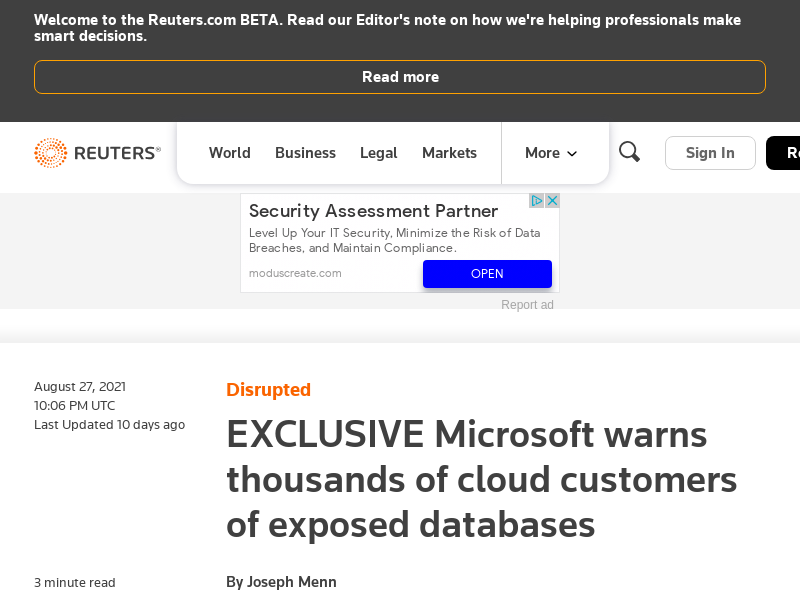 Welcome to the Reuters.com BETA. Read our Editor's note on how we're helping professionals make
smart decisions.
Read more
REUTERS®
World
Business
Legal
Markets
More
Sign In
Security Assessment Partner
Level Up Your IT Security, Minimize the Risk of Data
Breaches, and Maintain Compliance.
moduscreate.com
OPEN
Report ad
August 27, 2021
10:06 PM UTC
Last Updated 10 days ago
Disrupted
EXCLUSIVE Microsoft warns
thousands of cloud customers
of exposed databases
3 minute read
By Joseph Menn